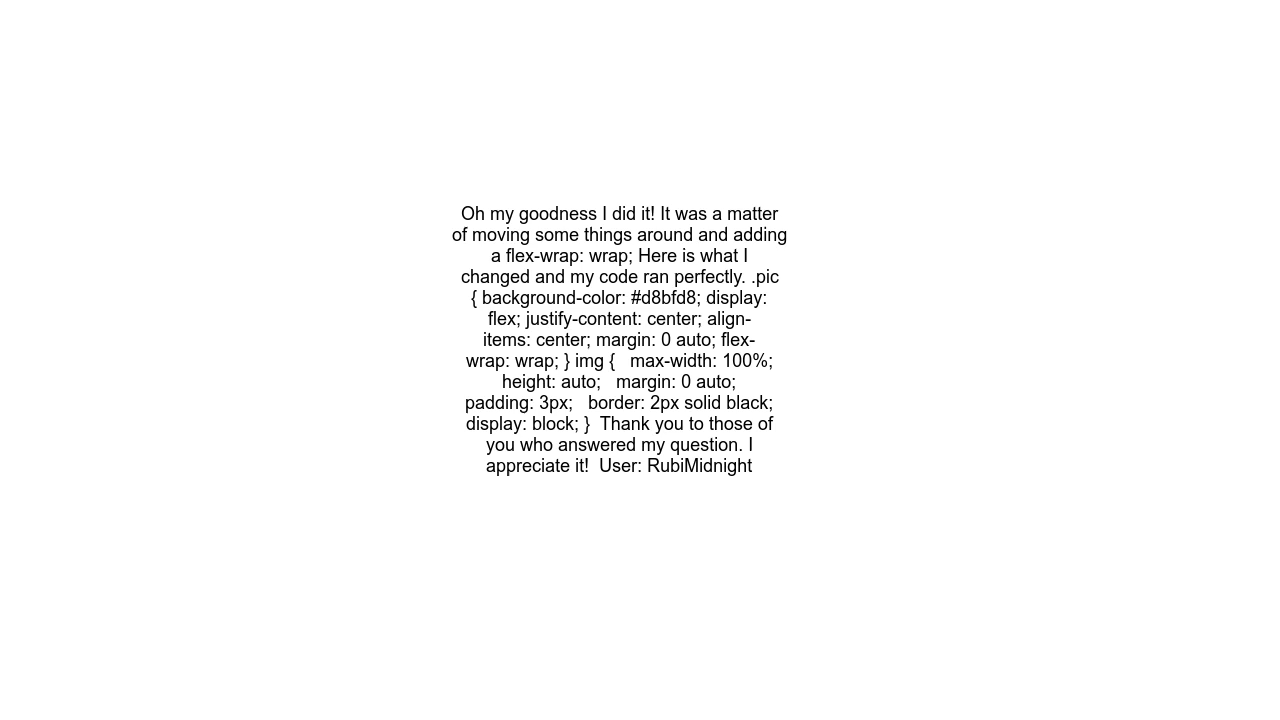 Oh my goodness I did it! It was a matter
of moving some things around and adding
a flex-wrap: wrap; Here is what I
changed and my code ran perfectly. .pic
{ background-color: #d8bfd8; display:
flex; justify-content: center; align-
items: center; margin: 0 auto; flex-
wrap: wrap; } img {   max-width: 100%;
height: auto;   margin: 0 auto;
padding: 3px;   border: 2px solid black;
display: block; }  Thank you to those of
you who answered my question. I
appreciate it!  User: RubiMidnight